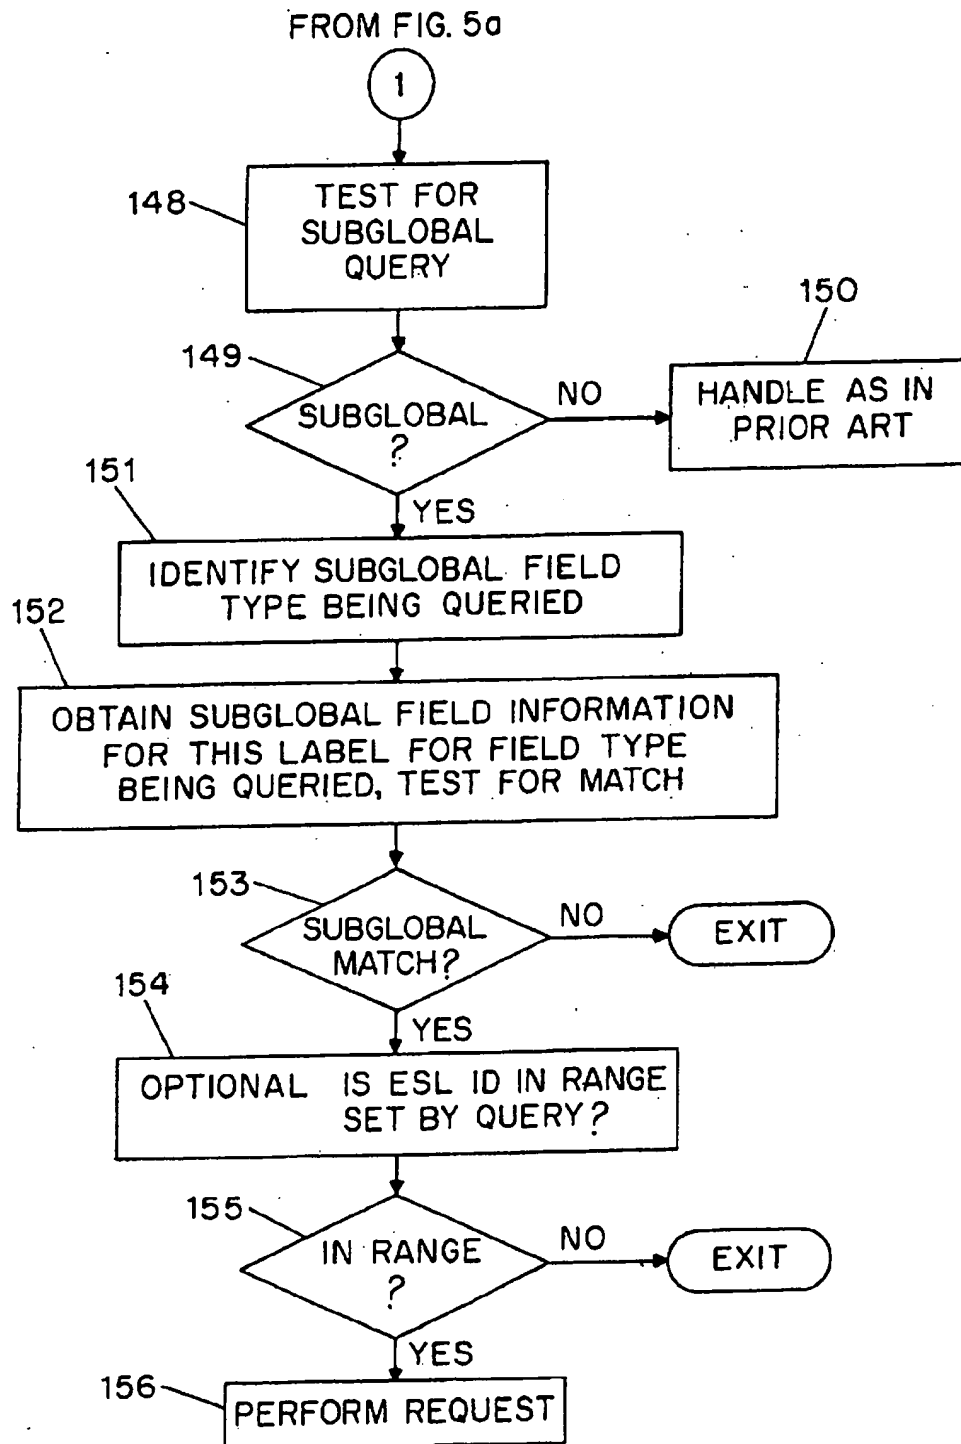 FROM FIG. 5a
1
148
TEST FOR
SUBGLOBAL
QUERY
149
SUBGLOBAL
?
NO
150
HANDLE AS IN
PRIOR ART
YES
151
IDENTIFY SUBGLOBAL FIELD
TYPE BEING QUERIED
152
OBTAIN SUBGLOBAL FIELD INFORMATION
FOR THIS LABEL FOR FIELD TYPE
BEING QUERIED, TEST FOR MATCH
153
SUBGLOBAL
MATCH?
NO
EXIT
YES
154
OPTIONAL IS ESL ID IN RANGE
SET BY QUERY?
155
IN RANGE
?
NO
EXIT
YES
156
PERFORM REQUEST